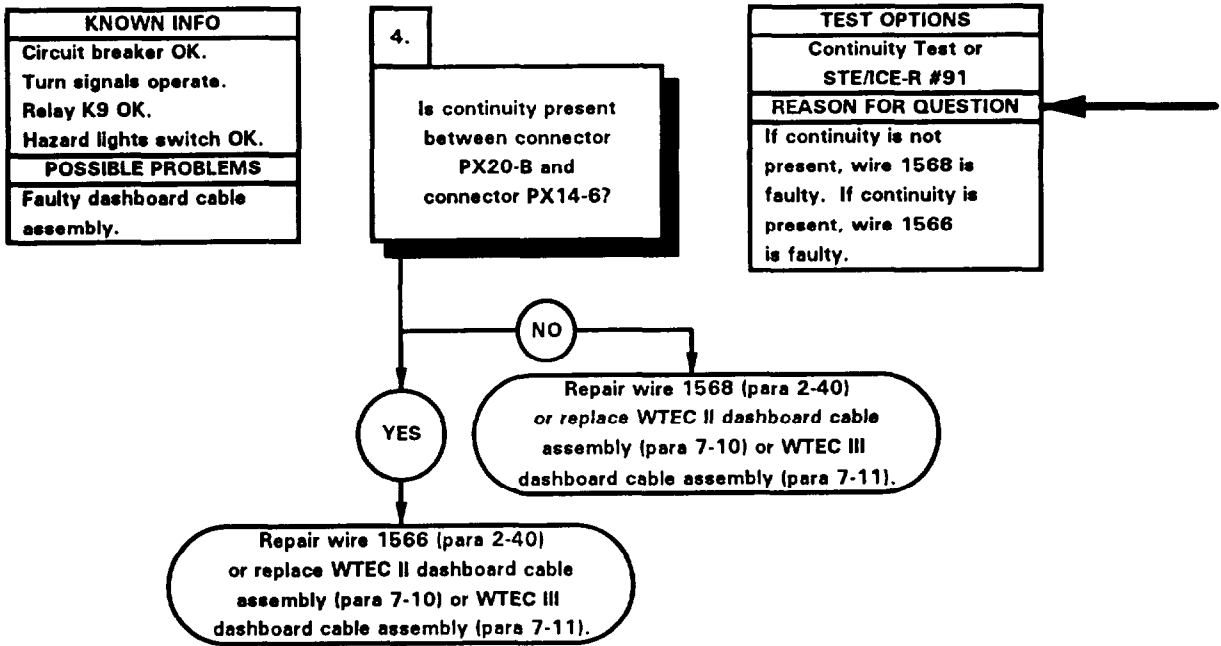 KNOWN INFO
Circuit breaker OK.
Turn signals operate.
Relay K9 OK.
Hazard lights switch OK.
POSSIBLE PROBLEMS
Faulty dashboard cable
assembly.
4.
Is continuity present
between connector
PX20-B and
connector PX14-6?
TEST OPTIONS
Continuity Test or
STE/ICE-R #91
REASON FOR QUESTION
If continuity is not
present, wire 1568 is
faulty. If continuity is
present, wire 1566
is faulty.
NO
Repair wire 1568 (para 2-40)
or replace WTEC II dashboard cable
assembly (para 7-10) or WTEC III
dashboard cable assembly (para 7-11).
YES
Repair wire 1566 (para 2-40)
or replace WTEC II dashboard cable
assembly (para 7-10) or WTEC III
dashboard cable assembly (para 7-11).